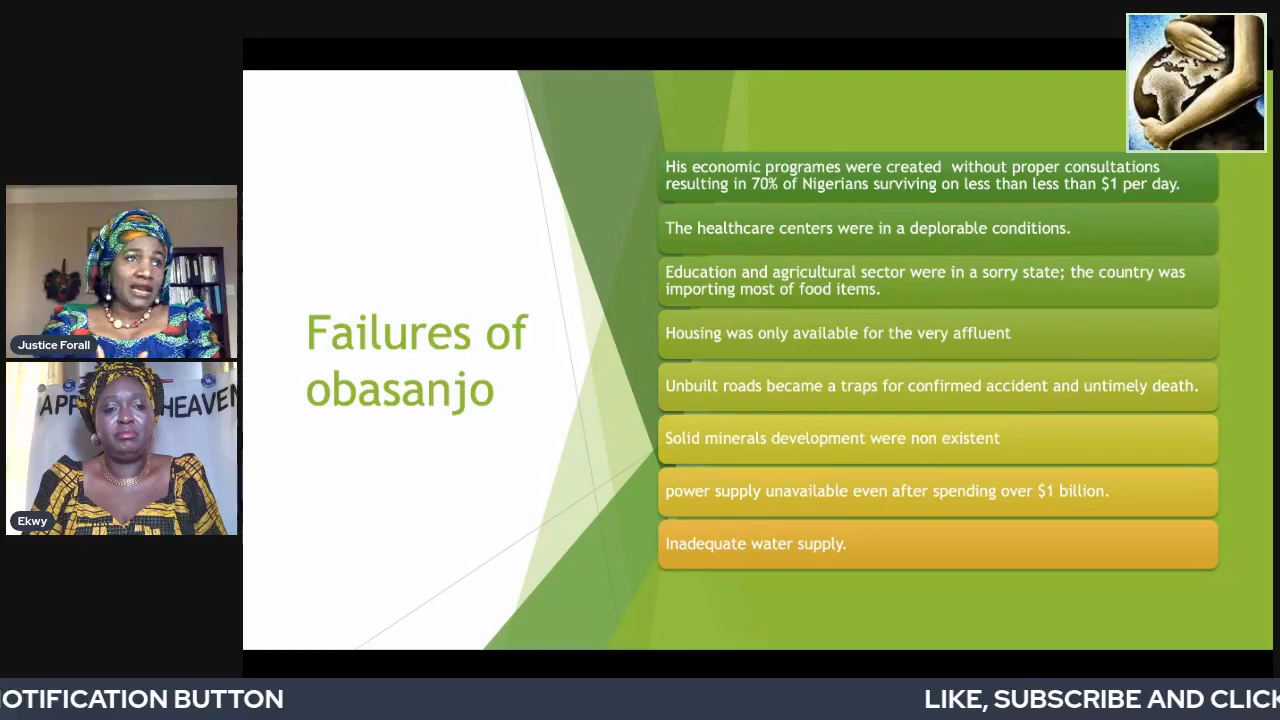 Failures of
obasanjo
His economic programes were created  without proper consultations
resulting in 70% of Nigerians surviving on less than less than $1 per day.
The healthcare centers were in a deplorable conditions.
Education and agricultural sector were in a sorry state; the country was
importing most of food items.
Housing was only available for the very affluent
Unbuilt roads became a traps for confirmed accident and untimely death.
Solid minerals development were non existent
power supply unavailable even after spending over $1 billion.
Inadequate water supply.
Justice Forall
HEAVEN
Ekwy
NOTIFICATION BUTTON
LIKE, SUBSCRIBE AND CLICK